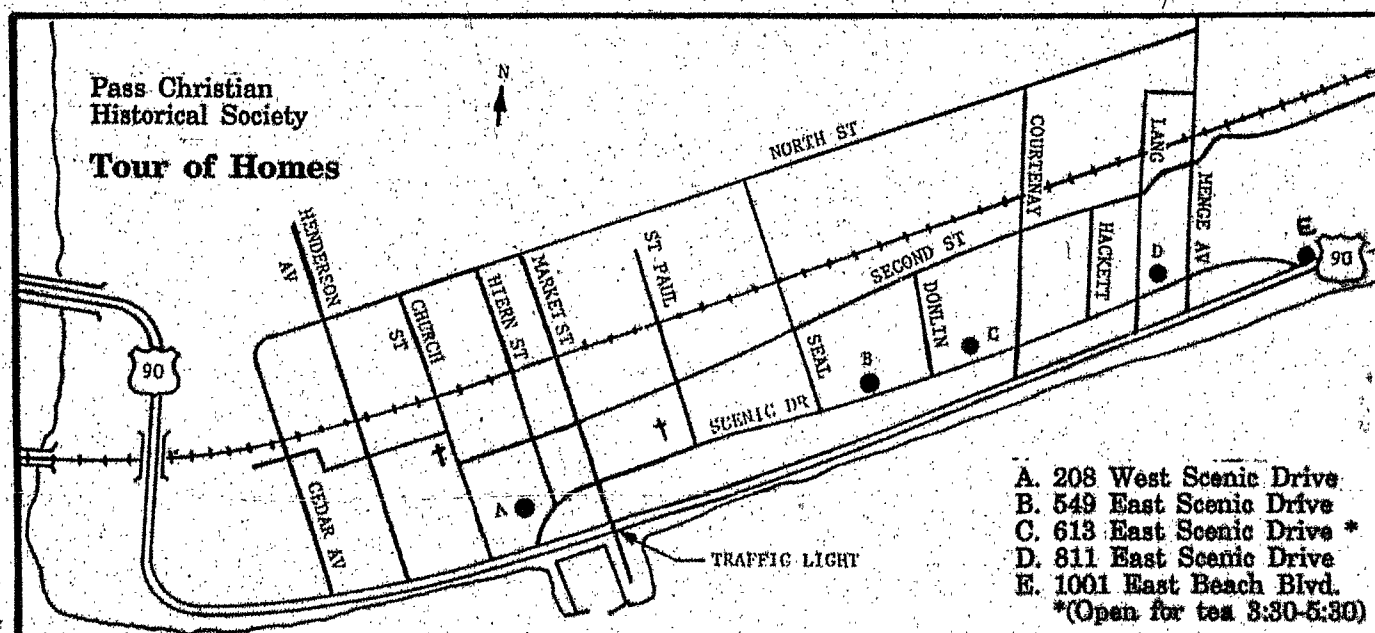 Pass Christian
Historical Society
Tour of Homes
N
NORTH ST
COURTENAY
LANG
MENGE AV
HENDERSON
AV
CHURCH
ST
HIERN ST
MARKET ST
ST PAUL
SECOND ST
HACKETT
DONLIN
SEAL
SCENIC DR
CEDAR AV
90
90
A
B
C
D
E
TRAFFIC LIGHT
A. 208 West Scenic Drive
B. 549 East Scenic Drive
C. 613 East Scenic Drive *
D. 811 East Scenic Drive
E. 1001 East Beach Blvd.
*(Open for tea 3:30-5:30)